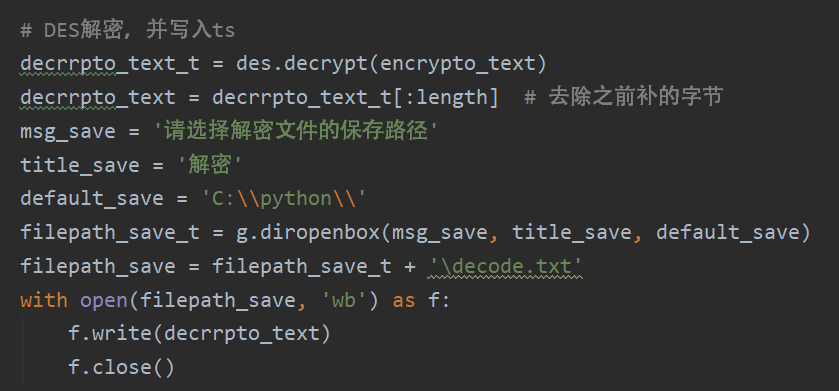 # DES解密，并写入ts
decrrpto_text_t = des.decrypt(encrypto_text)
decrrpto_text = decrrpto_text_t[:length]  # 去除之前补的字节
msg_save = '请选择解密文件的保存路径'
title_save = '解密'
default_save = 'C:\\python\\'
filepath_save_t = g.diropenbox(msg_save, title_save, default_save)
filepath_save = filepath_save_t + '\decode.txt'
with open(filepath_save, 'wb') as f:
    f.write(decrrpto_text)
    f.close()